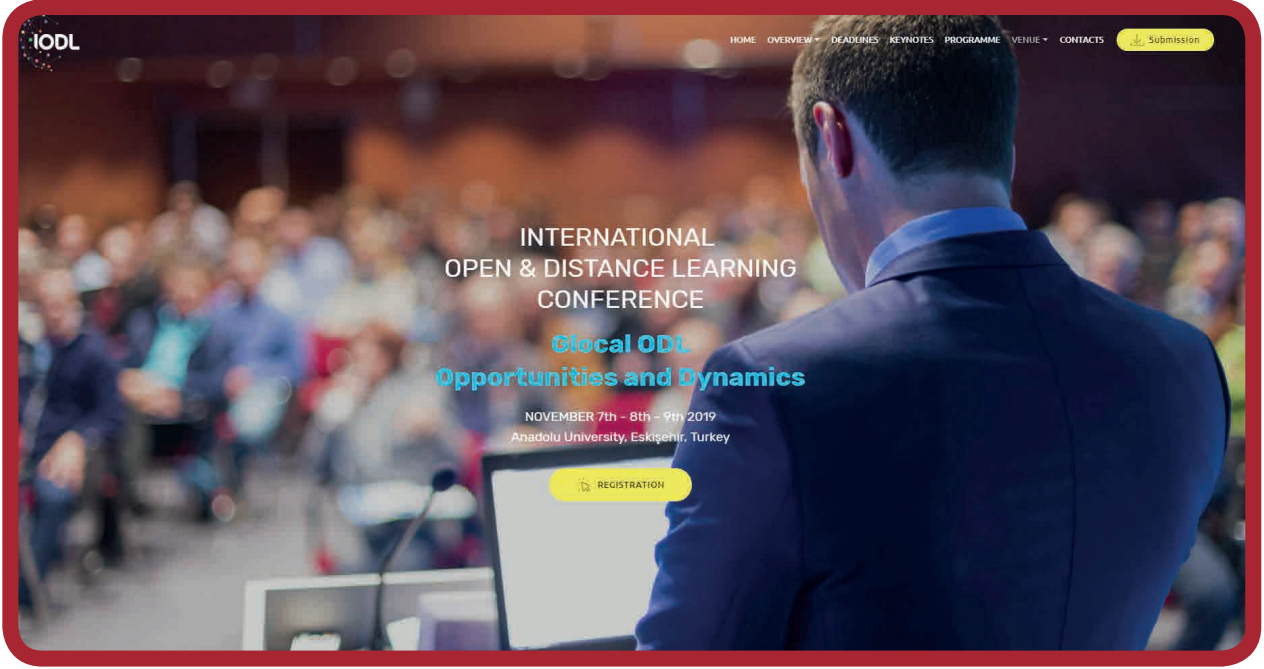 IODL
HOME OVERVIEW DEADLINES KEYNOTES PROGRAMME VENUE CONTACTS Submission
INTERNATIONAL
OPEN & DISTANCE LEARNING
CONFERENCE
Glocal ODL
Opportunities and Dynamics
NOVEMBER 7th - 8th - 9th 2019
Anadolu University, Eskişehir, Turkey
REGISTRATION